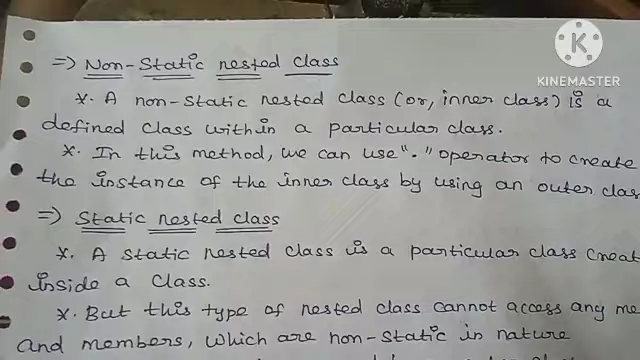 KINEMASTER
=> Non-Static nested class
*. A non-static nested class (or, inner class) is a
defined class within a particular class.
*. In this method, we can use "." operator to create
the instance of the inner class by using an outer clas
=> Static nested class
*. A static nested class is a particular class creat
inside a class.
*. But this type of nested class cannot access any me
and members, which are non-static in nature